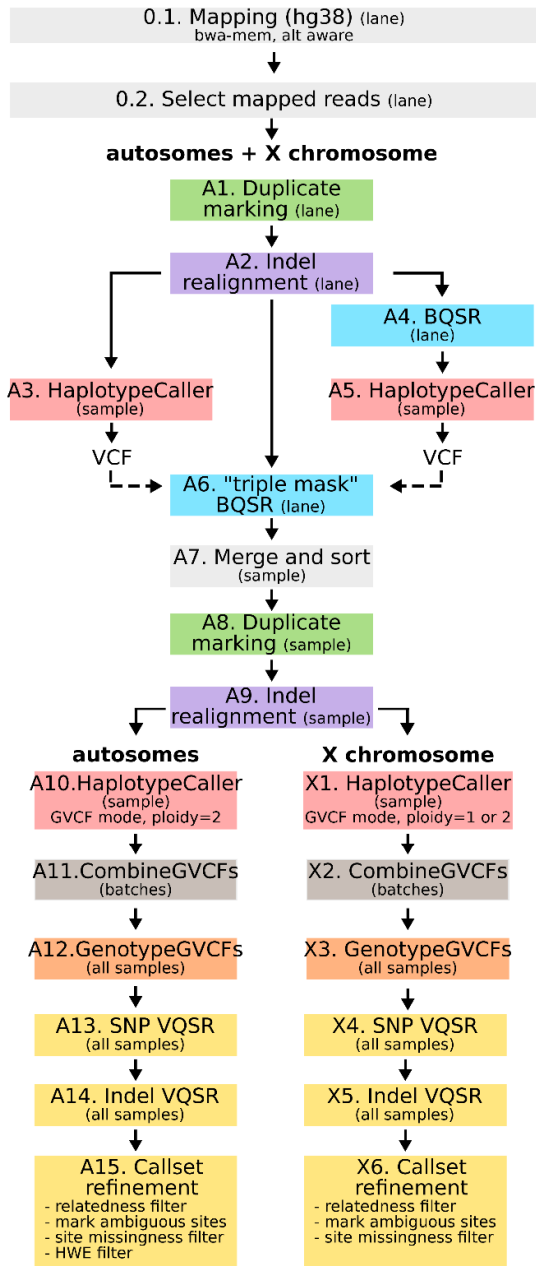 0.1. Mapping (hg38) (lane)
bwa-mem, alt aware
0.2. Select mapped reads (lane)
autosomes + X chromosome
A1. Duplicate
marking (lane)
A2. Indel
realignment (lane)
A4. BQSR
(lane)
A3. HaplotypeCaller
(sample)
A5. HaplotypeCaller
(sample)
VCF
VCF
A6. "triple mask"
BQSR (lane)
A7. Merge and sort
(sample)
A8. Duplicate
marking (sample)
A9. Indel
realignment (sample)
autosomes
A10.HaplotypeCaller
(sample)
GVCF mode, ploidy=2
A11.CombineGVCFs
(batches)
A12.GenotypeGVCFs
(all samples)
A13. SNP VQSR
(all samples)
A14. Indel VQSR
(all samples)
A15. Callset
refinement
- relatedness filter
- mark ambiguous sites
- site missingness filter
- HWE filter
X chromosome
X1. HaplotypeCaller
(sample)
GVCF mode, ploidy=1 or 2
X2. CombineGVCFs
(batches)
X3. GenotypeGVCFs
(all samples)
X4. SNP VQSR
(all samples)
X5. Indel VQSR
(all samples)
X6. Callset
refinement
- relatedness filter
- mark ambiguous sites
- site missingness filter